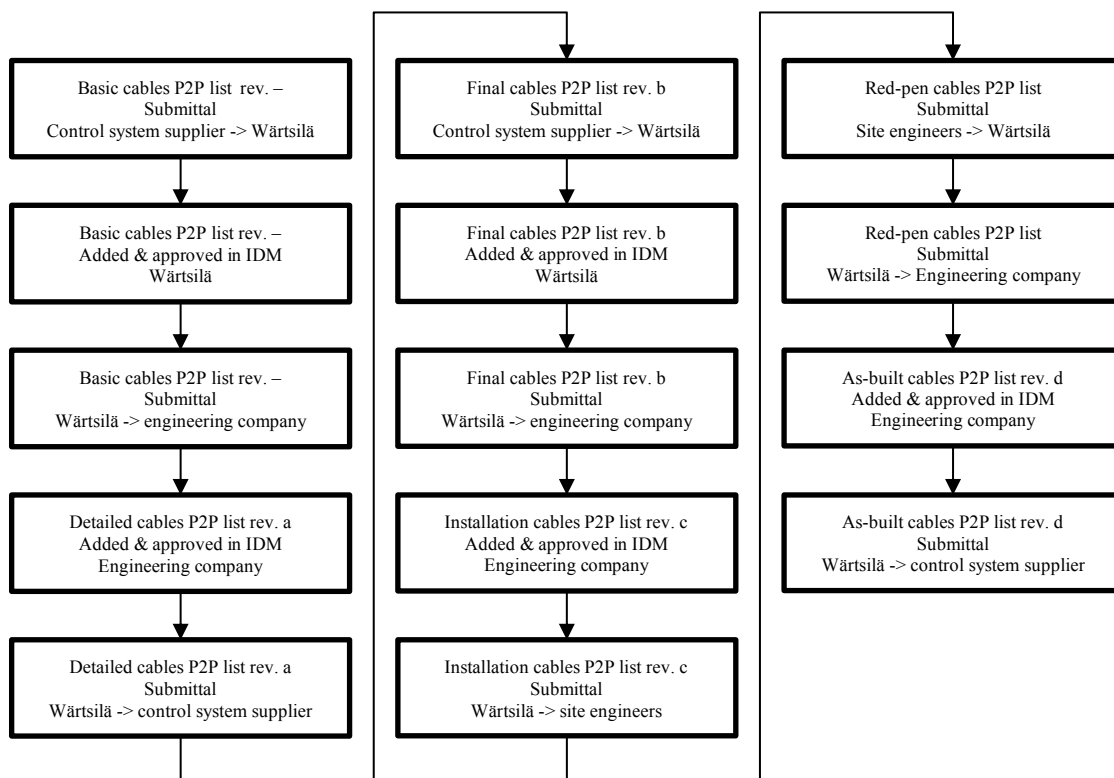 Basic cables P2P list rev. –
Submittal
Control system supplier -> Wärtsilä
Basic cables P2P list rev. –
Added & approved in IDM
Wärtsilä
Basic cables P2P list rev. –
Submittal
Wärtsilä -> engineering company
Detailed cables P2P list rev. a
Added & approved in IDM
Engineering company
Detailed cables P2P list rev. a
Submittal
Wärtsilä -> control system supplier
Final cables P2P list rev. b
Submittal
Control system supplier -> Wärtsilä
Final cables P2P list rev. b
Added & approved in IDM
Wärtsilä
Final cables P2P list rev. b
Submittal
Wärtsilä -> engineering company
Installation cables P2P list rev. c
Added & approved in IDM
Engineering company
Installation cables P2P list rev. c
Submittal
Wärtsilä -> site engineers
Red-pen cables P2P list
Submittal
Site engineers -> Wärtsilä
Red-pen cables P2P list
Submittal
Wärtsilä -> Engineering company
As-built cables P2P list rev. d
Added & approved in IDM
Engineering company
As-built cables P2P list rev. d
Submittal
Wärtsilä -> control system supplier